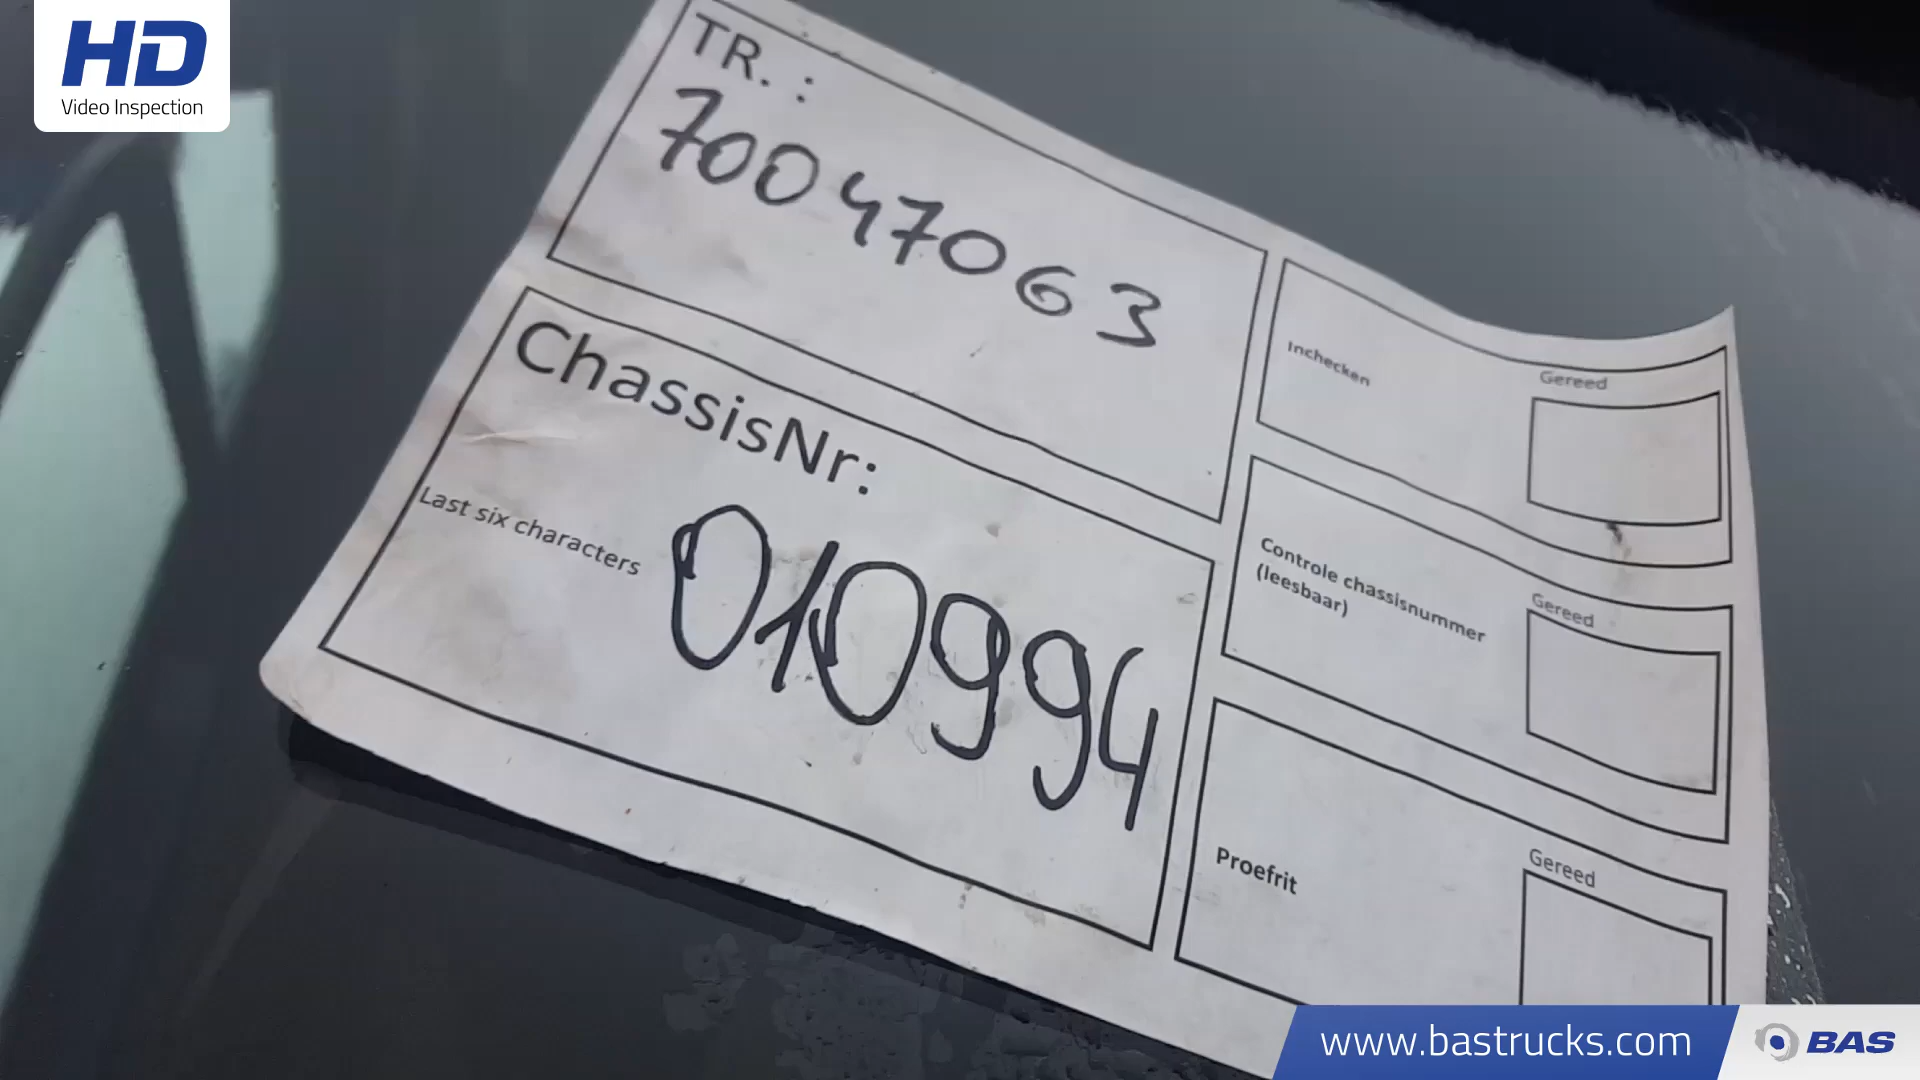 HD
Video Inspection
TR. :
70047063
ChassisNr:
Last six characters
010994
Inchecken
Gereed
Controle chassisnummer
(leesbaar)
Gereed
Proefrit
Gereed
www.bastrucks.com
BAS